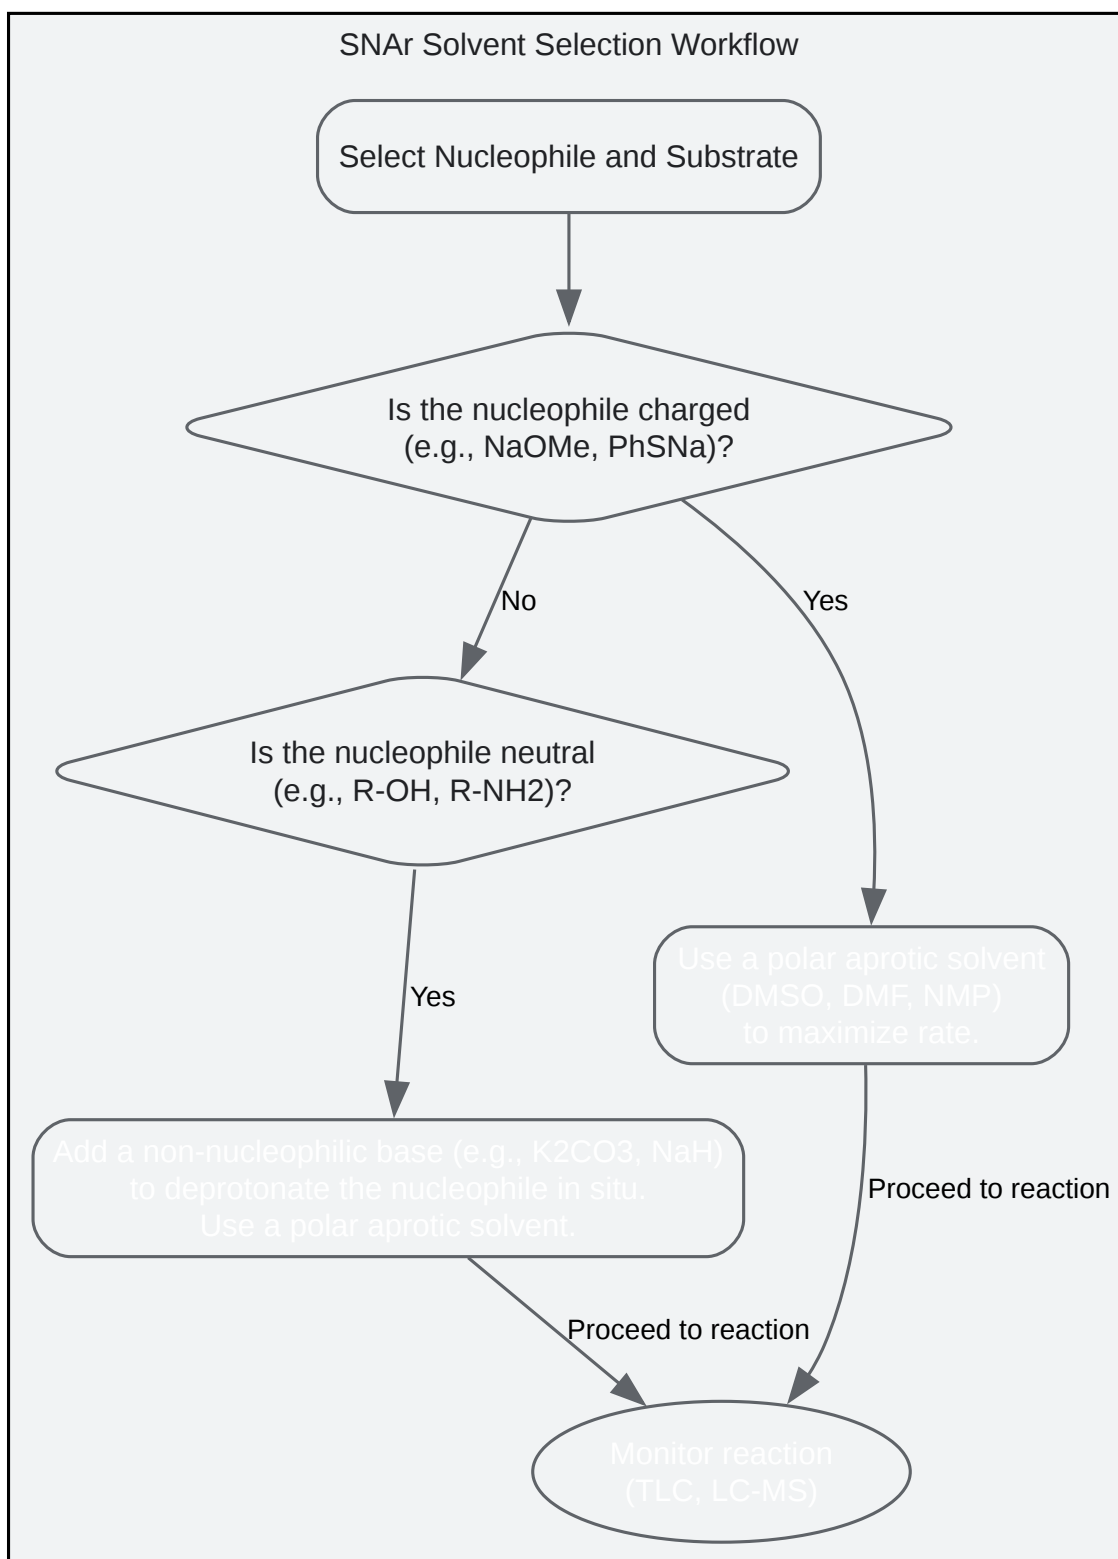 SNAr Solvent Selection Workflow
Select Nucleophile and Substrate
Is the nucleophile charged
(e.g., NaOMe, PhSNa)?
No
Yes
Is the nucleophile neutral
(e.g., R-OH, R-NH2)?
Yes
Use a polar aprotic solvent
(DMSO, DMF, NMP)
to maximize rate.
Add a non-nucleophilic base (e.g., K2CO3, NaH)
to deprotonate the nucleophile in situ.
Use a polar aprotic solvent.
Proceed to reaction
Proceed to reaction
Monitor reaction
(TLC, LC-MS)